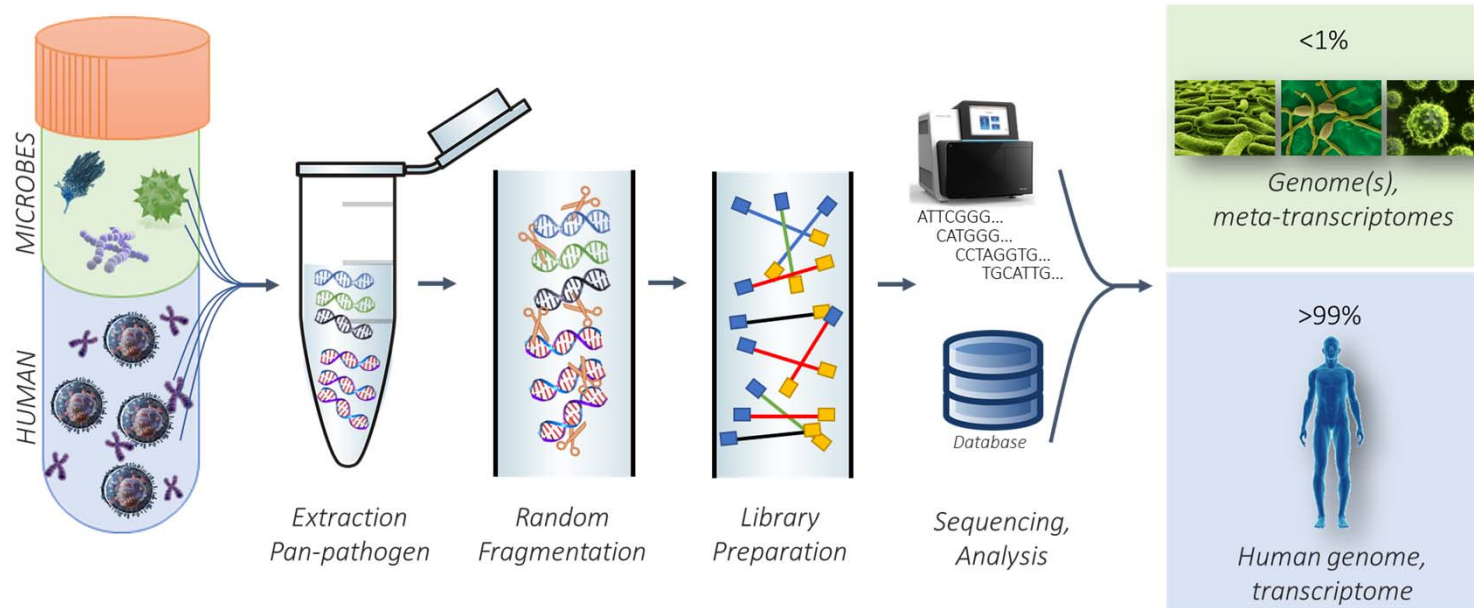 MICROBES
HUMAN
Extraction
Pan-pathogen
Random
Fragmentation
Library
Preparation
ATTCGGG...
CATGGG...
CCTAGGTG...
TGCATTG...
Database
Sequencing,
Analysis
<1%
Genome(s),
meta-transcriptomes
>99%
Human genome,
transcriptome